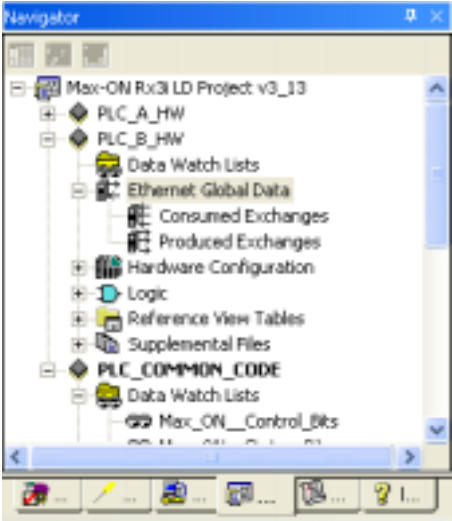 Navigator
Max-ON Rx3i LD Project v3_13
PLC_A_HW
PLC_B_HW
Data Watch Lists
Ethernet Global Data
Consumed Exchanges
Produced Exchanges
Hardware Configuration
Logic
Reference View Tables
Supplemental Files
PLC_COMMON_CODE
Data Watch Lists
Max_ON__Control_Bits
... ... ... ... ... I...